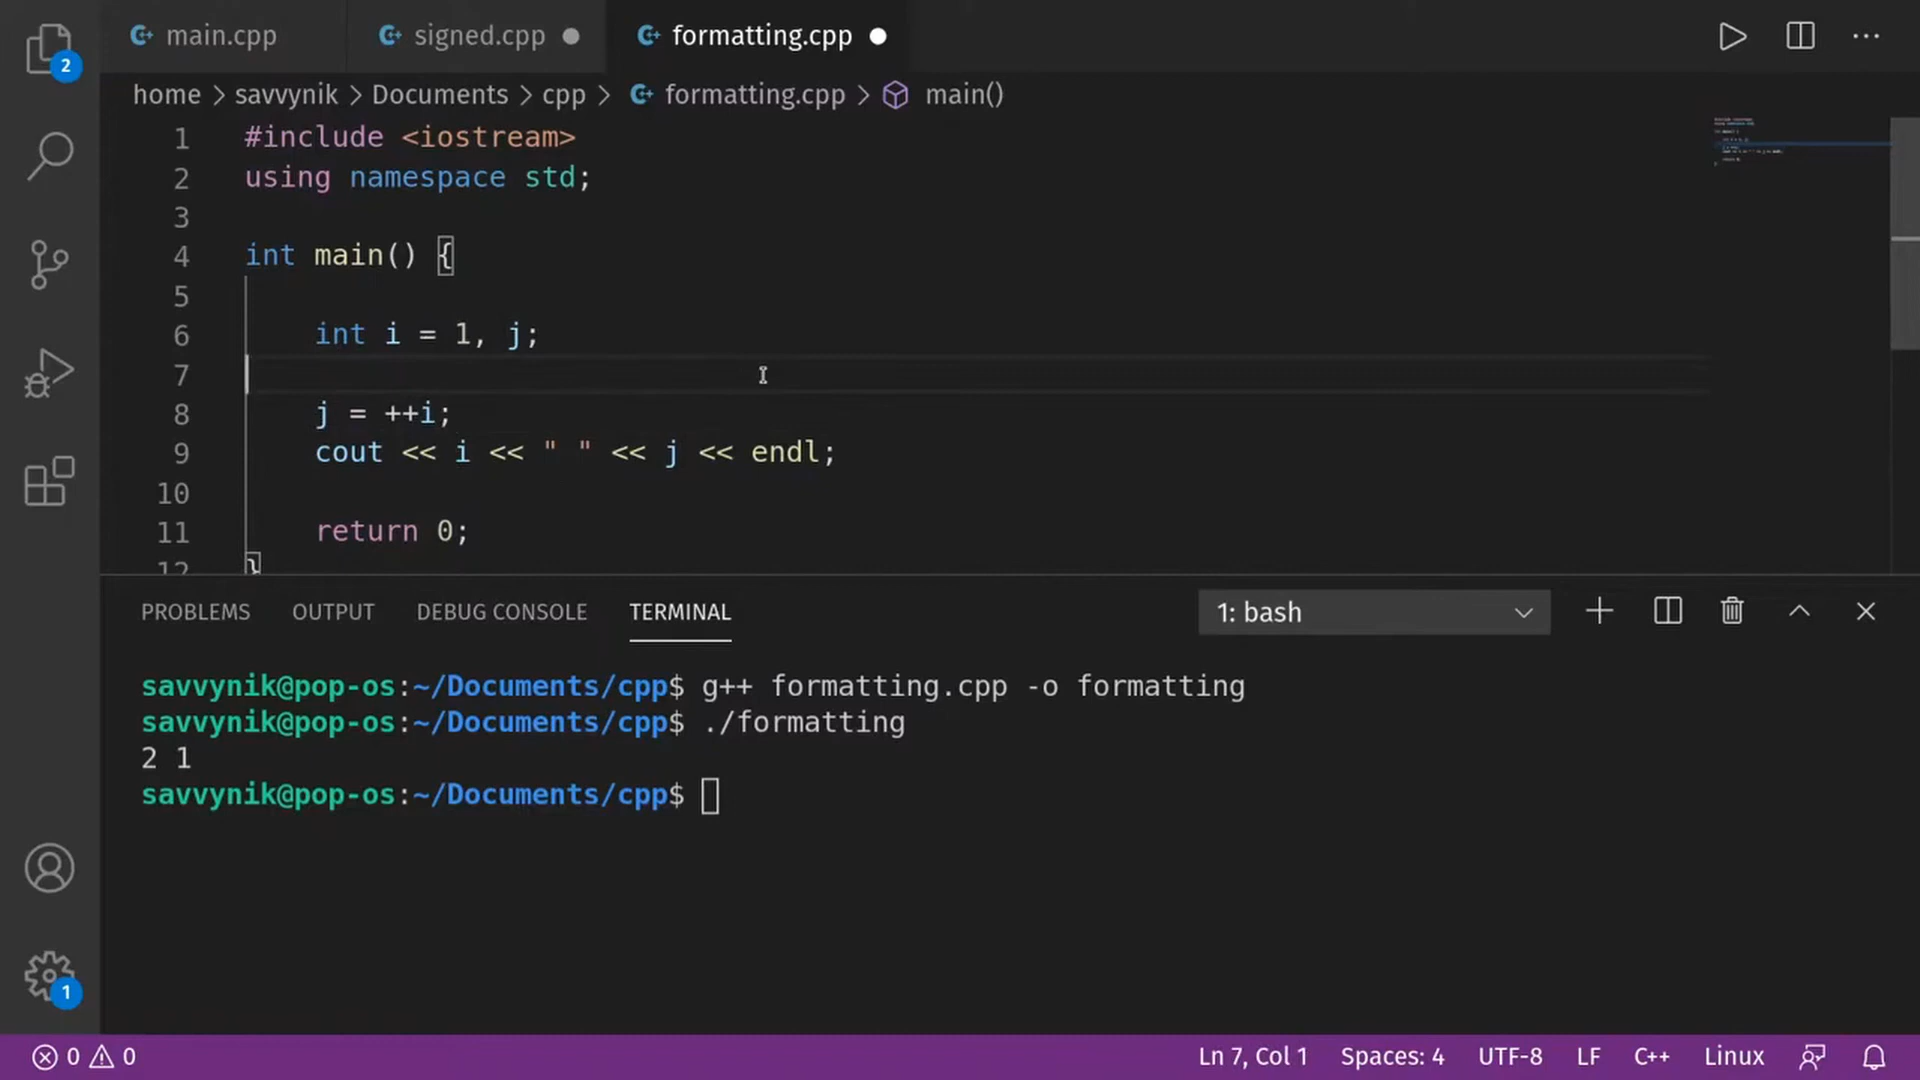 main.cpp signed.cpp formatting.cpp
2
home > savvynik > Documents > cpp > formatting.cpp > main()
1 #include <iostream>
2 using namespace std;
3
4 int main() {
5
6 int i = 1, j;
7
8 j = ++i;
9 cout << i << " " << j << endl;
10
11 return 0;
12 }
PROBLEMS OUTPUT DEBUG CONSOLE TERMINAL 1: bash
savvynik@pop-os:~/Documents/cpp$ g++ formatting.cpp -o formatting
savvynik@pop-os:~/Documents/cpp$ ./formatting
2 1
savvynik@pop-os:~/Documents/cpp$
1
0 0 Ln 7, Col 1 Spaces: 4 UTF-8 LF C++ Linux